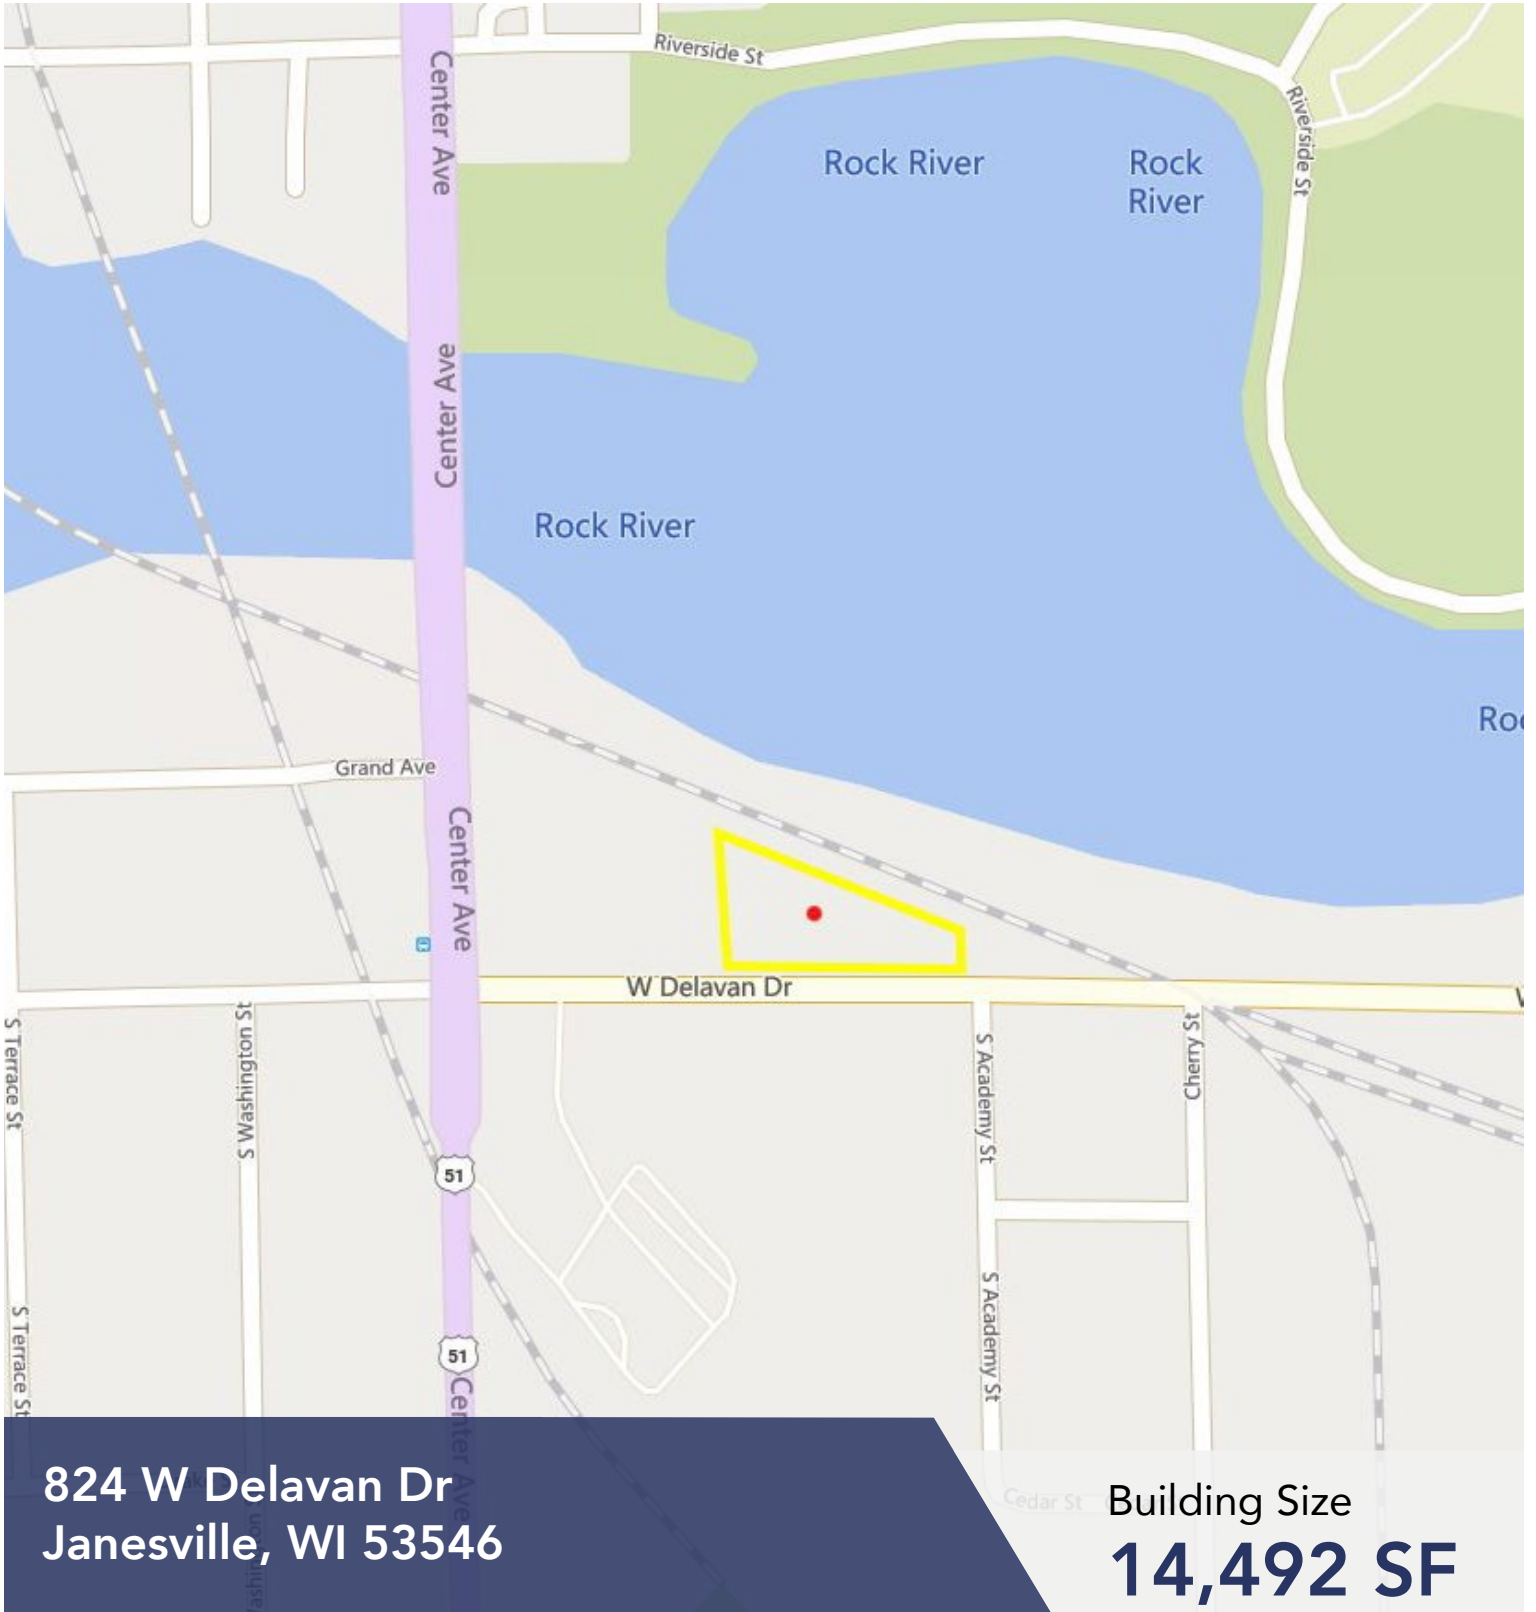 Riverside St
Center Ave
Rock River
Rock
River
Riverside St
Center Ave
Rock River
Grand Ave
Center Ave
W Delavan Dr
S Terrace St
S Washington St
S Academy St
Cherry St
51
S Academy St
S Terrace St
51
Center Ave
824 W Delavan Dr
Janesville, WI 53546
Cedar St
Building Size
14,492 SF